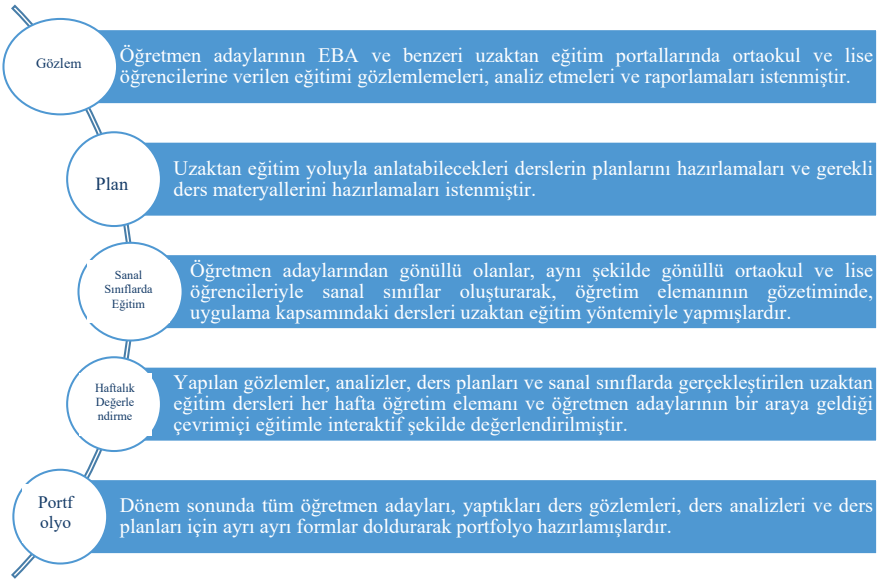 Gözlem
Öğretmen adaylarının EBA ve benzeri uzaktan eğitim portallarında ortaokul ve lise
öğrencilerine verilen eğitimi gözlemlemeleri, analiz etmeleri ve raporlamaları istenmiştir.
Plan
Uzaktan eğitim yoluyla anlatabilecekleri derslerin planlarını hazırlamaları ve gerekli
ders materyallerini hazırlamaları istenmiştir.
Sanal
Sınıflarda
Eğitim
Öğretmen adaylarından gönüllü olanlar, aynı şekilde gönüllü ortaokul ve lise
öğrencileriyle sanal sınıflar oluşturarak, öğretim elemanının gözetiminde,
uygulama kapsamındaki dersleri uzaktan eğitim yöntemiyle yapmışlardır.
Haftalık
Değerle
ndirme
Yapılan gözlemler, analizler, ders planları ve sanal sınıflarda gerçekleştirilen uzaktan
eğitim dersleri her hafta öğretim elemanı ve öğretmen adaylarının bir araya geldiği
çevrimiçi eğitimle interaktif şekilde değerlendirilmiştir.
Portf
olyo
Dönem sonunda tüm öğretmen adayları, yaptıkları ders gözlemleri, ders analizleri ve ders
planları için ayrı ayrı formlar doldurarak portfolyo hazırlamışlardır.